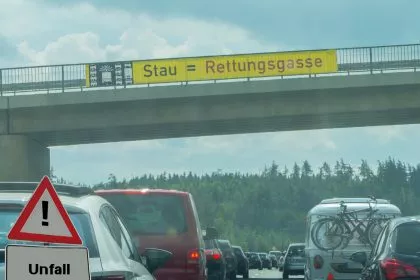 Stau = Rettungsgasse
!
Unfall